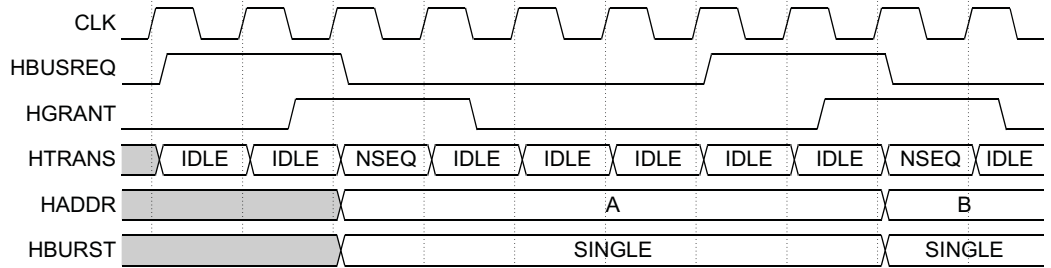 CLK
HBUSREQ
HGRANT
HTRANS IDLE IDLE NSEQ IDLE IDLE IDLE IDLE IDLE NSEQ IDLE
HADDR A B
HBURST SINGLE SINGLE